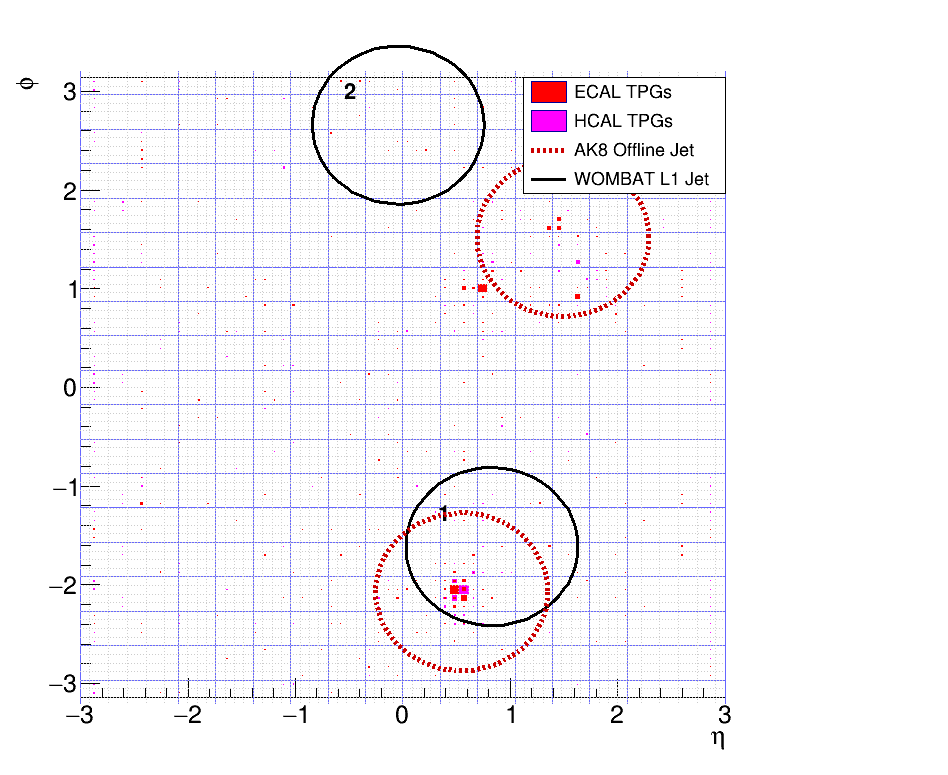 φ
2
ECAL TPGs
HCAL TPGs
AK8 Offline Jet
WOMBAT L1 Jet
3
2
1
0
−1
1
−2
−3
−3 −2 −1 0 1 2 3
η